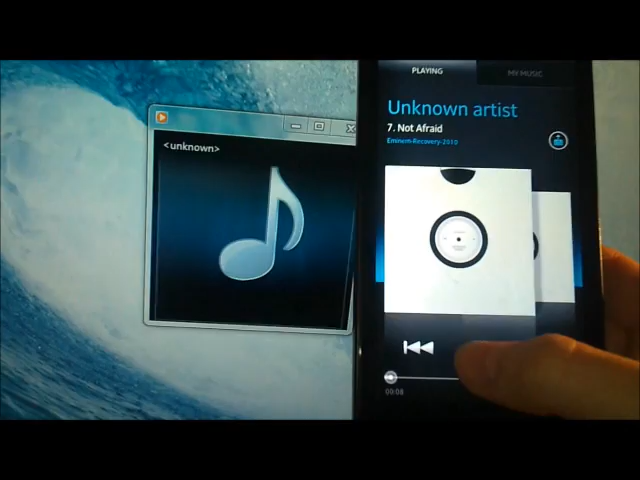 PLAYING
MY MUSIC
Unknown artist
7. Not Afraid
Eminem-Recovery-2010
<unknown>
00:08